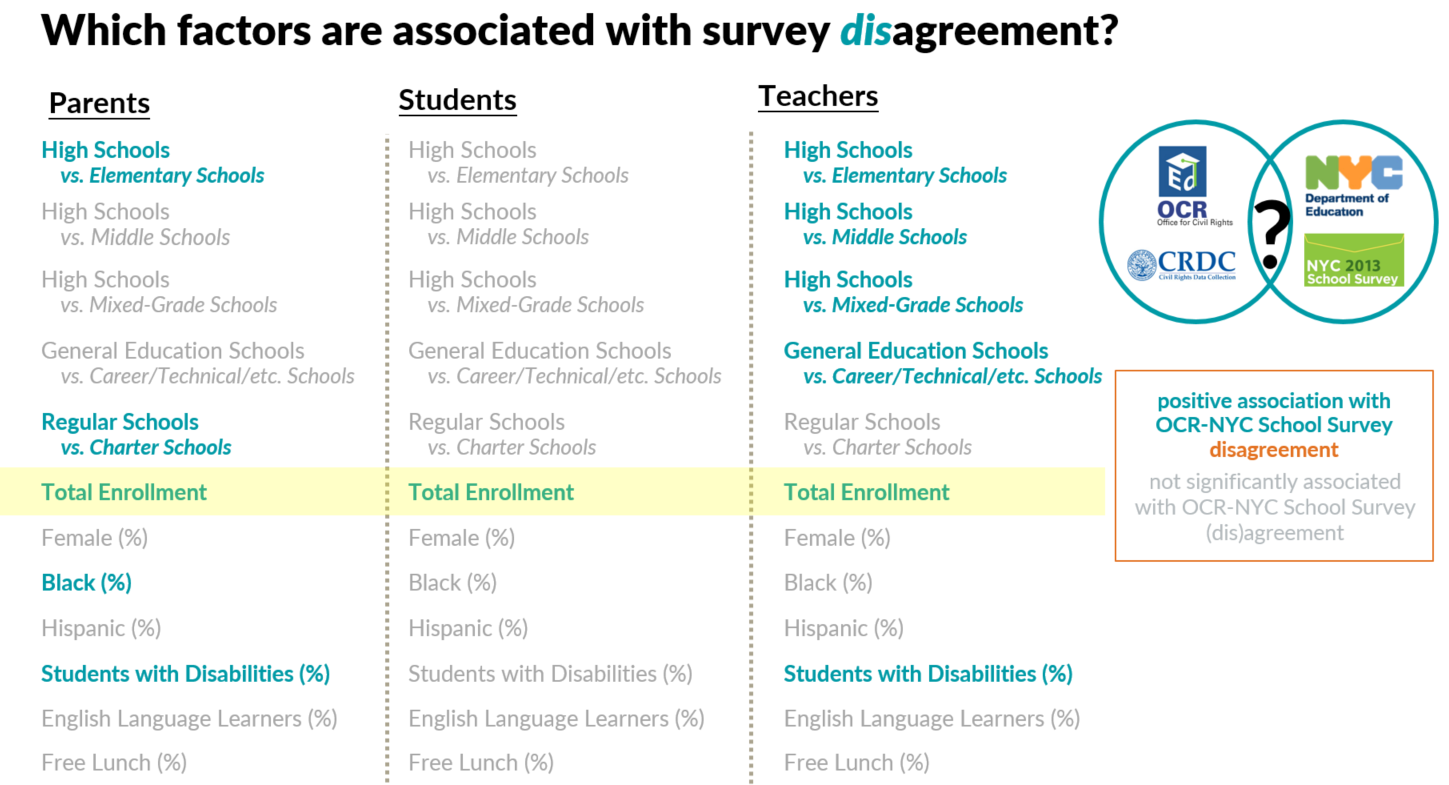 Which factors are associated with survey disagreement?
Parents
High Schools
vs. Elementary Schools
High Schools
vs. Middle Schools
High Schools
vs. Mixed-Grade Schools
General Education Schools
vs. Career/Technical/etc. Schools
Regular Schools
vs. Charter Schools
Total Enrollment
Female (%)
Black (%)
Hispanic (%)
Students with Disabilities (%)
English Language Learners (%)
Free Lunch (%)
Students
High Schools
vs. Elementary Schools
High Schools
vs. Middle Schools
High Schools
vs. Mixed-Grade Schools
General Education Schools
vs. Career/Technical/etc. Schools
Regular Schools
vs. Charter Schools
Total Enrollment
Female (%)
Black (%)
Hispanic (%)
Students with Disabilities (%)
English Language Learners (%)
Free Lunch (%)
Teachers
High Schools
vs. Elementary Schools
High Schools
vs. Middle Schools
High Schools
vs. Mixed-Grade Schools
General Education Schools
vs. Career/Technical/etc. Schools
Regular Schools
vs. Charter Schools
Total Enrollment
Female (%)
Black (%)
Hispanic (%)
Students with Disabilities (%)
English Language Learners (%)
Free Lunch (%)
Ed
OCR
Office for Civil Rights
CRDC
Civil Rights Data Collection
?
NYC
Department of
Education
NYC 2013
School Survey
positive association with
OCR-NYC School Survey
disagreement
not significantly associated
with OCR-NYC School Survey
(dis)agreement